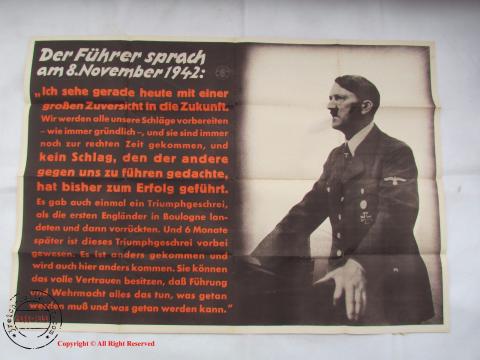 Der Führer sprach
am 8. November 1942:
„Ich sehe gerade heute mit einer
großen Zuversicht in die Zukunft.
Wir werden alle unsere Schläge vorbereiten
– wie immer gründlich –, und sie sind immer
noch zur rechten Zeit gekommen, und
kein Schlag, den der andere
gegen uns zu führen gedachte,
hat bisher zum Erfolg geführt.
Es gab auch einmal ein Triumphgeschrei,
als die ersten Engländer in Boulogne lan-
deten und dann vorrückten. Und 6 Monate
später ist dieses Triumphgeschrei vorbei
gewesen. Es ist anders gekommen und
wird auch hier anders kommen. Sie können
das volle Vertrauen besitzen, daß Führung
und Wehrmacht alles das tun, was getan
werden muß und was getan werden kann.“
Copyright © All Right Reserved